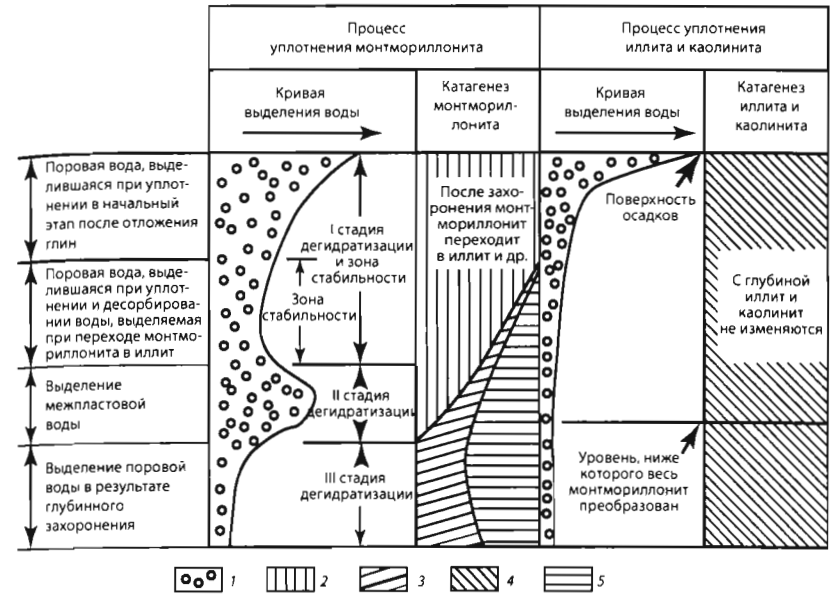 Процесс
уплотнения монтмориллонита
Процесс уплотнения
иллита и каолинита
Кривая
выделения воды
Катагенез
монтморил-
лонита
Кривая
выделения воды
Катагенез
иллита и
каолинита
Поровая вода, выде-
лившаяся при уплот-
нении в начальный
этап после отложения
глин
Поровая вода, выде-
лившаяся при уплот-
нении и десорбирова-
нии воды, выделяемая
при переходе монтмо-
риллонита в иллит
Выделение
межпластовой
воды
Выделение поровой
воды в результате
глубинного
захоронения
I стадия
дегидратизации
и зона
стабильности
Зона
стабильности
II стадия
дегидратизации
III стадия
дегидратизации
После захо-
ронения монт-
мориллонит
переходит
в иллит и др.
Поверхность
осадков
Уровень, ниже
которого весь
монтмориллонит
преобразован
С глубиной
иллит и
каолинит
не изменяются
1 2 3 4 5